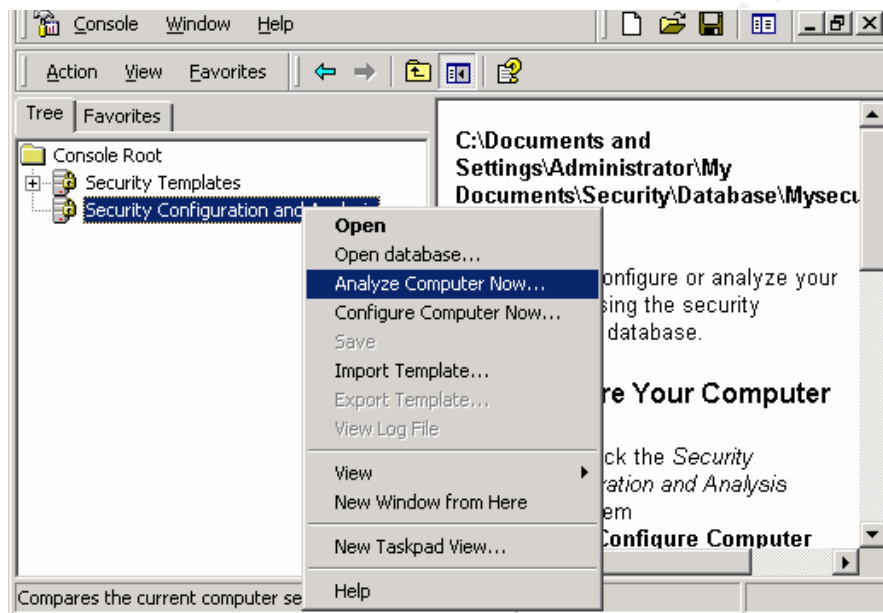 Console Window Help
Action View Favorites
Tree Favorites
Console Root
Security Templates
Security Configuration and
C:\Documents and
Settings\Administrator\My
Documents\Security\Database\Mysecu
onfigure or analyze your
sing the security
database.
re Your Computer
ck the Security
ration and Analysis
em
Configure Computer
Open
Open database...
Analyze Computer Now...
Configure Computer Now...
Save
Import Template...
Export Template...
View Log File
View
New Window from Here
New Taskpad View...
Help
Compares the current computer se